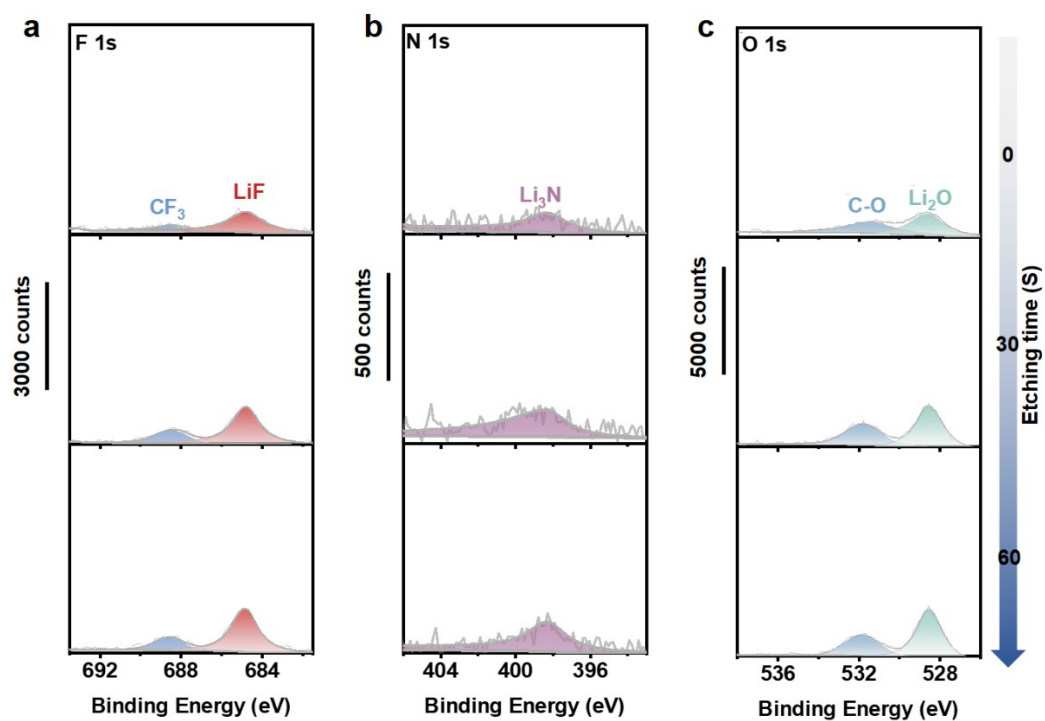 a
F 1s
CF₃
LiF
3000 counts
692
688
684
Binding Energy (eV)
b
N 1s
Li₃N
500 counts
404
400
396
Binding Energy (eV)
c
O 1s
C-O
Li₂O
5000 counts
536
532
528
Binding Energy (eV)
0
30
60
Etching time (S)